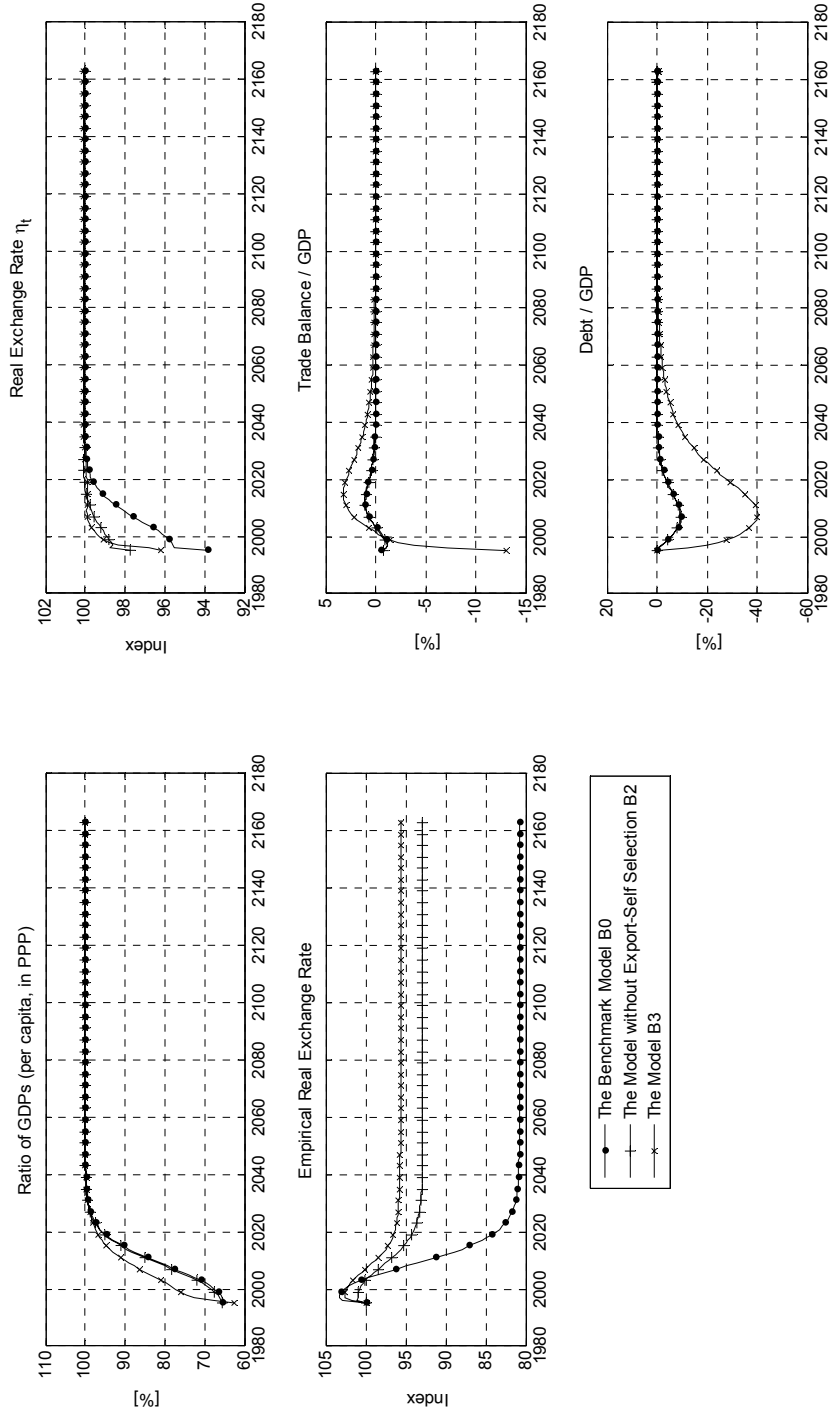 Ratio of GDPs (per capita, in PPP)
110
100
90
80
70
60
[%]
1980 2000 2020 2040 2060 2080 2100 2120 2140 2160 2180
Real Exchange Rate ηt
102
100
98
96
94
92
Index
1980 2000 2020 2040 2060 2080 2100 2120 2140 2160 2180
Empirical Real Exchange Rate
105
100
95
90
85
80
Index
1980 2000 2020 2040 2060 2080 2100 2120 2140 2160 2180
Trade Balance / GDP
5
0
-5
-10
-15
[%]
1980 2000 2020 2040 2060 2080 2100 2120 2140 2160 2180
The Benchmark Model B0
The Model without Export-Self Selection B2
The Model B3
Debt / GDP
20
0
-20
-40
-60
[%]
1980 2000 2020 2040 2060 2080 2100 2120 2140 2160 2180